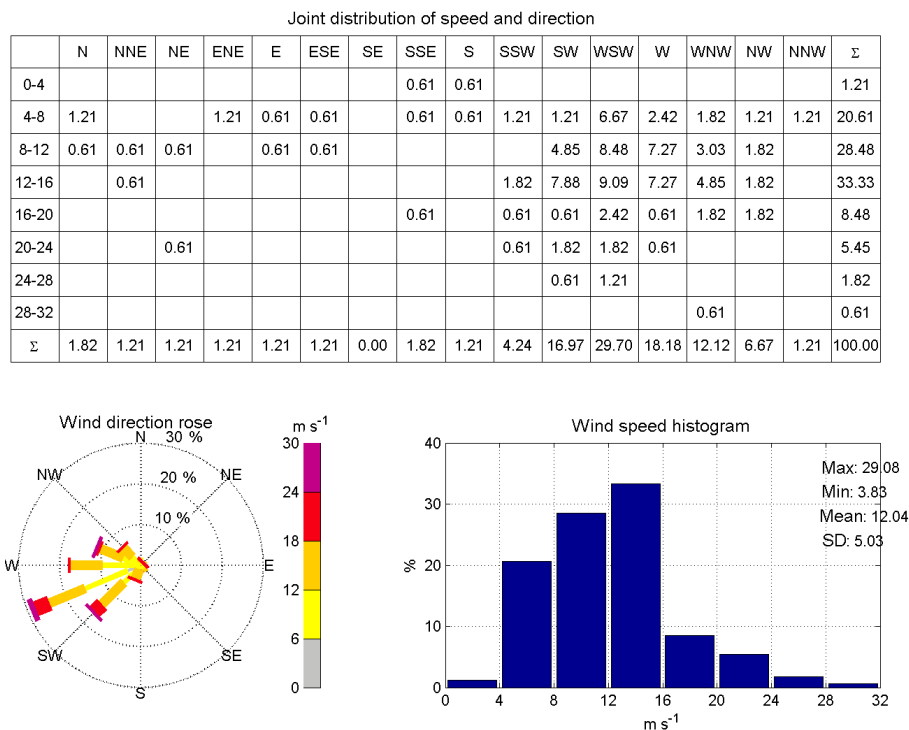 Joint distribution of speed and direction
N NNE NE ENE E ESE SE SSE S SSW SW WSW W WNW NW NNW Σ
0-4 0.61 0.61 1.21
4-8 1.21 1.21 0.61 0.61 0.61 0.61 1.21 1.21 6.67 2.42 1.82 1.21 1.21 20.61
8-12 0.61 0.61 0.61 0.61 0.61 4.85 8.48 7.27 3.03 1.82 28.48
12-16 0.61 1.82 7.88 9.09 7.27 4.85 1.82 33.33
16-20 0.61 0.61 0.61 2.42 0.61 1.82 1.82 8.48
20-24 0.61 0.61 1.82 1.82 0.61 5.45
24-28 0.61 1.21 1.82
28-32 0.61 0.61
Σ 1.82 1.21 1.21 1.21 1.21 1.21 0.00 1.82 1.21 4.24 16.97 29.70 18.18 12.12 6.67 1.21 100.00
Wind direction rose
N
30 %
20 %
10 %
NW
NE
W
E
SW
SE
S
m s-1
30
24
18
12
6
0
Wind speed histogram
Max: 29.08
Min: 3.83
Mean: 12.04
SD: 5.03
%
40
30
20
10
0
0 4 8 12 16 20 24 28 32
m s-1